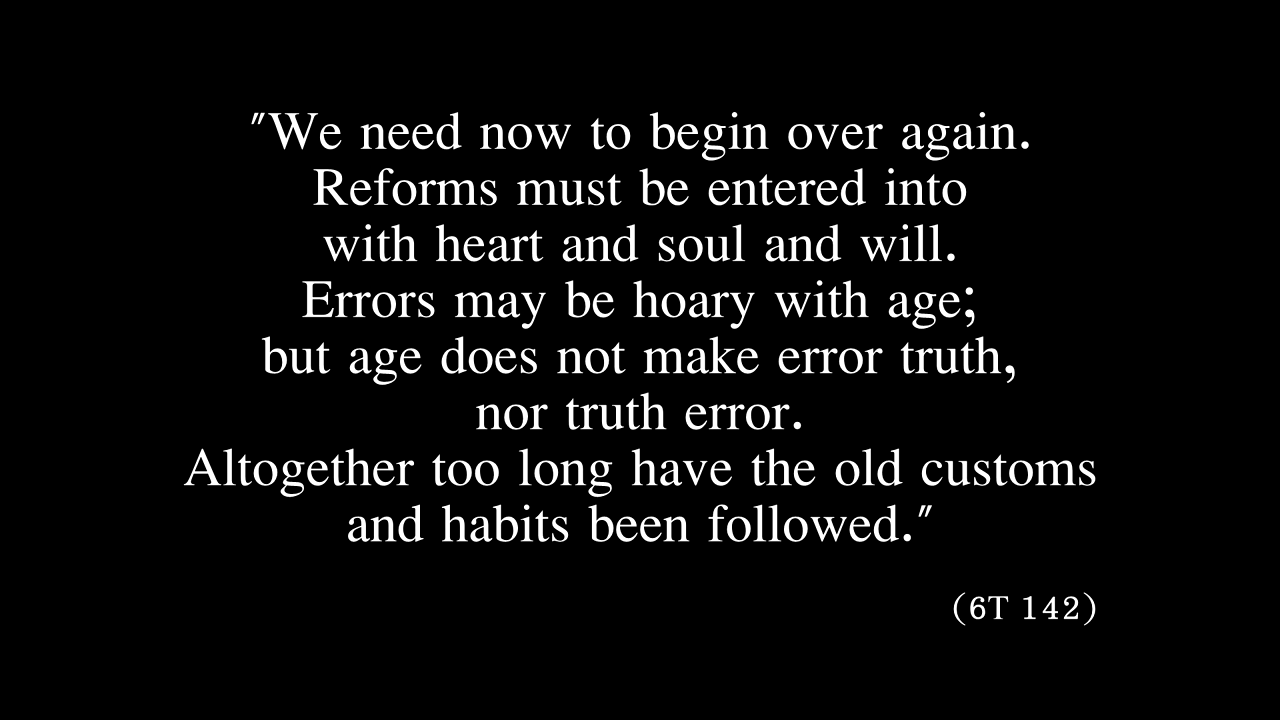 "We need now to begin over again.
Reforms must be entered into
with heart and soul and will.
Errors may be hoary with age;
but age does not make error truth,
nor truth error.
Altogether too long have the old customs
and habits been followed."
(6T 142)